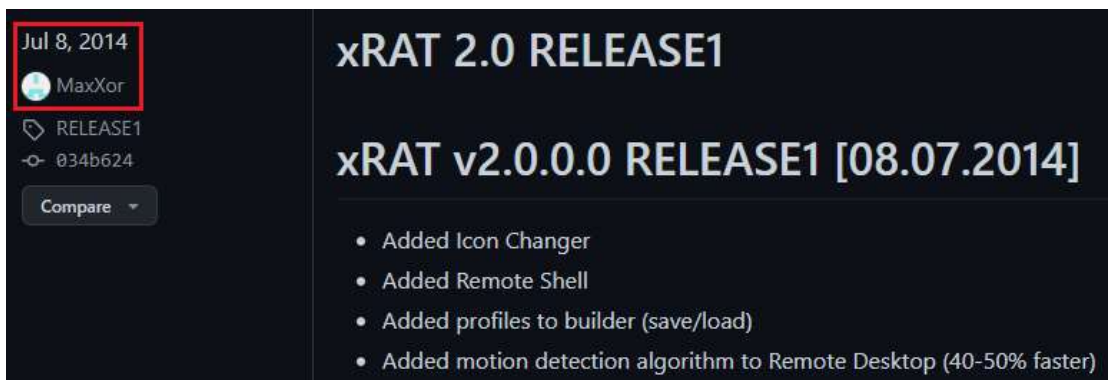 Jul 8, 2014
MaxXor
RELEASE1
034b624
Compare
xRAT 2.0 RELEASE1
xRAT v2.0.0.0 RELEASE1 [08.07.2014]
• Added Icon Changer
• Added Remote Shell
• Added profiles to builder (save/load)
• Added motion detection algorithm to Remote Desktop (40-50% faster)